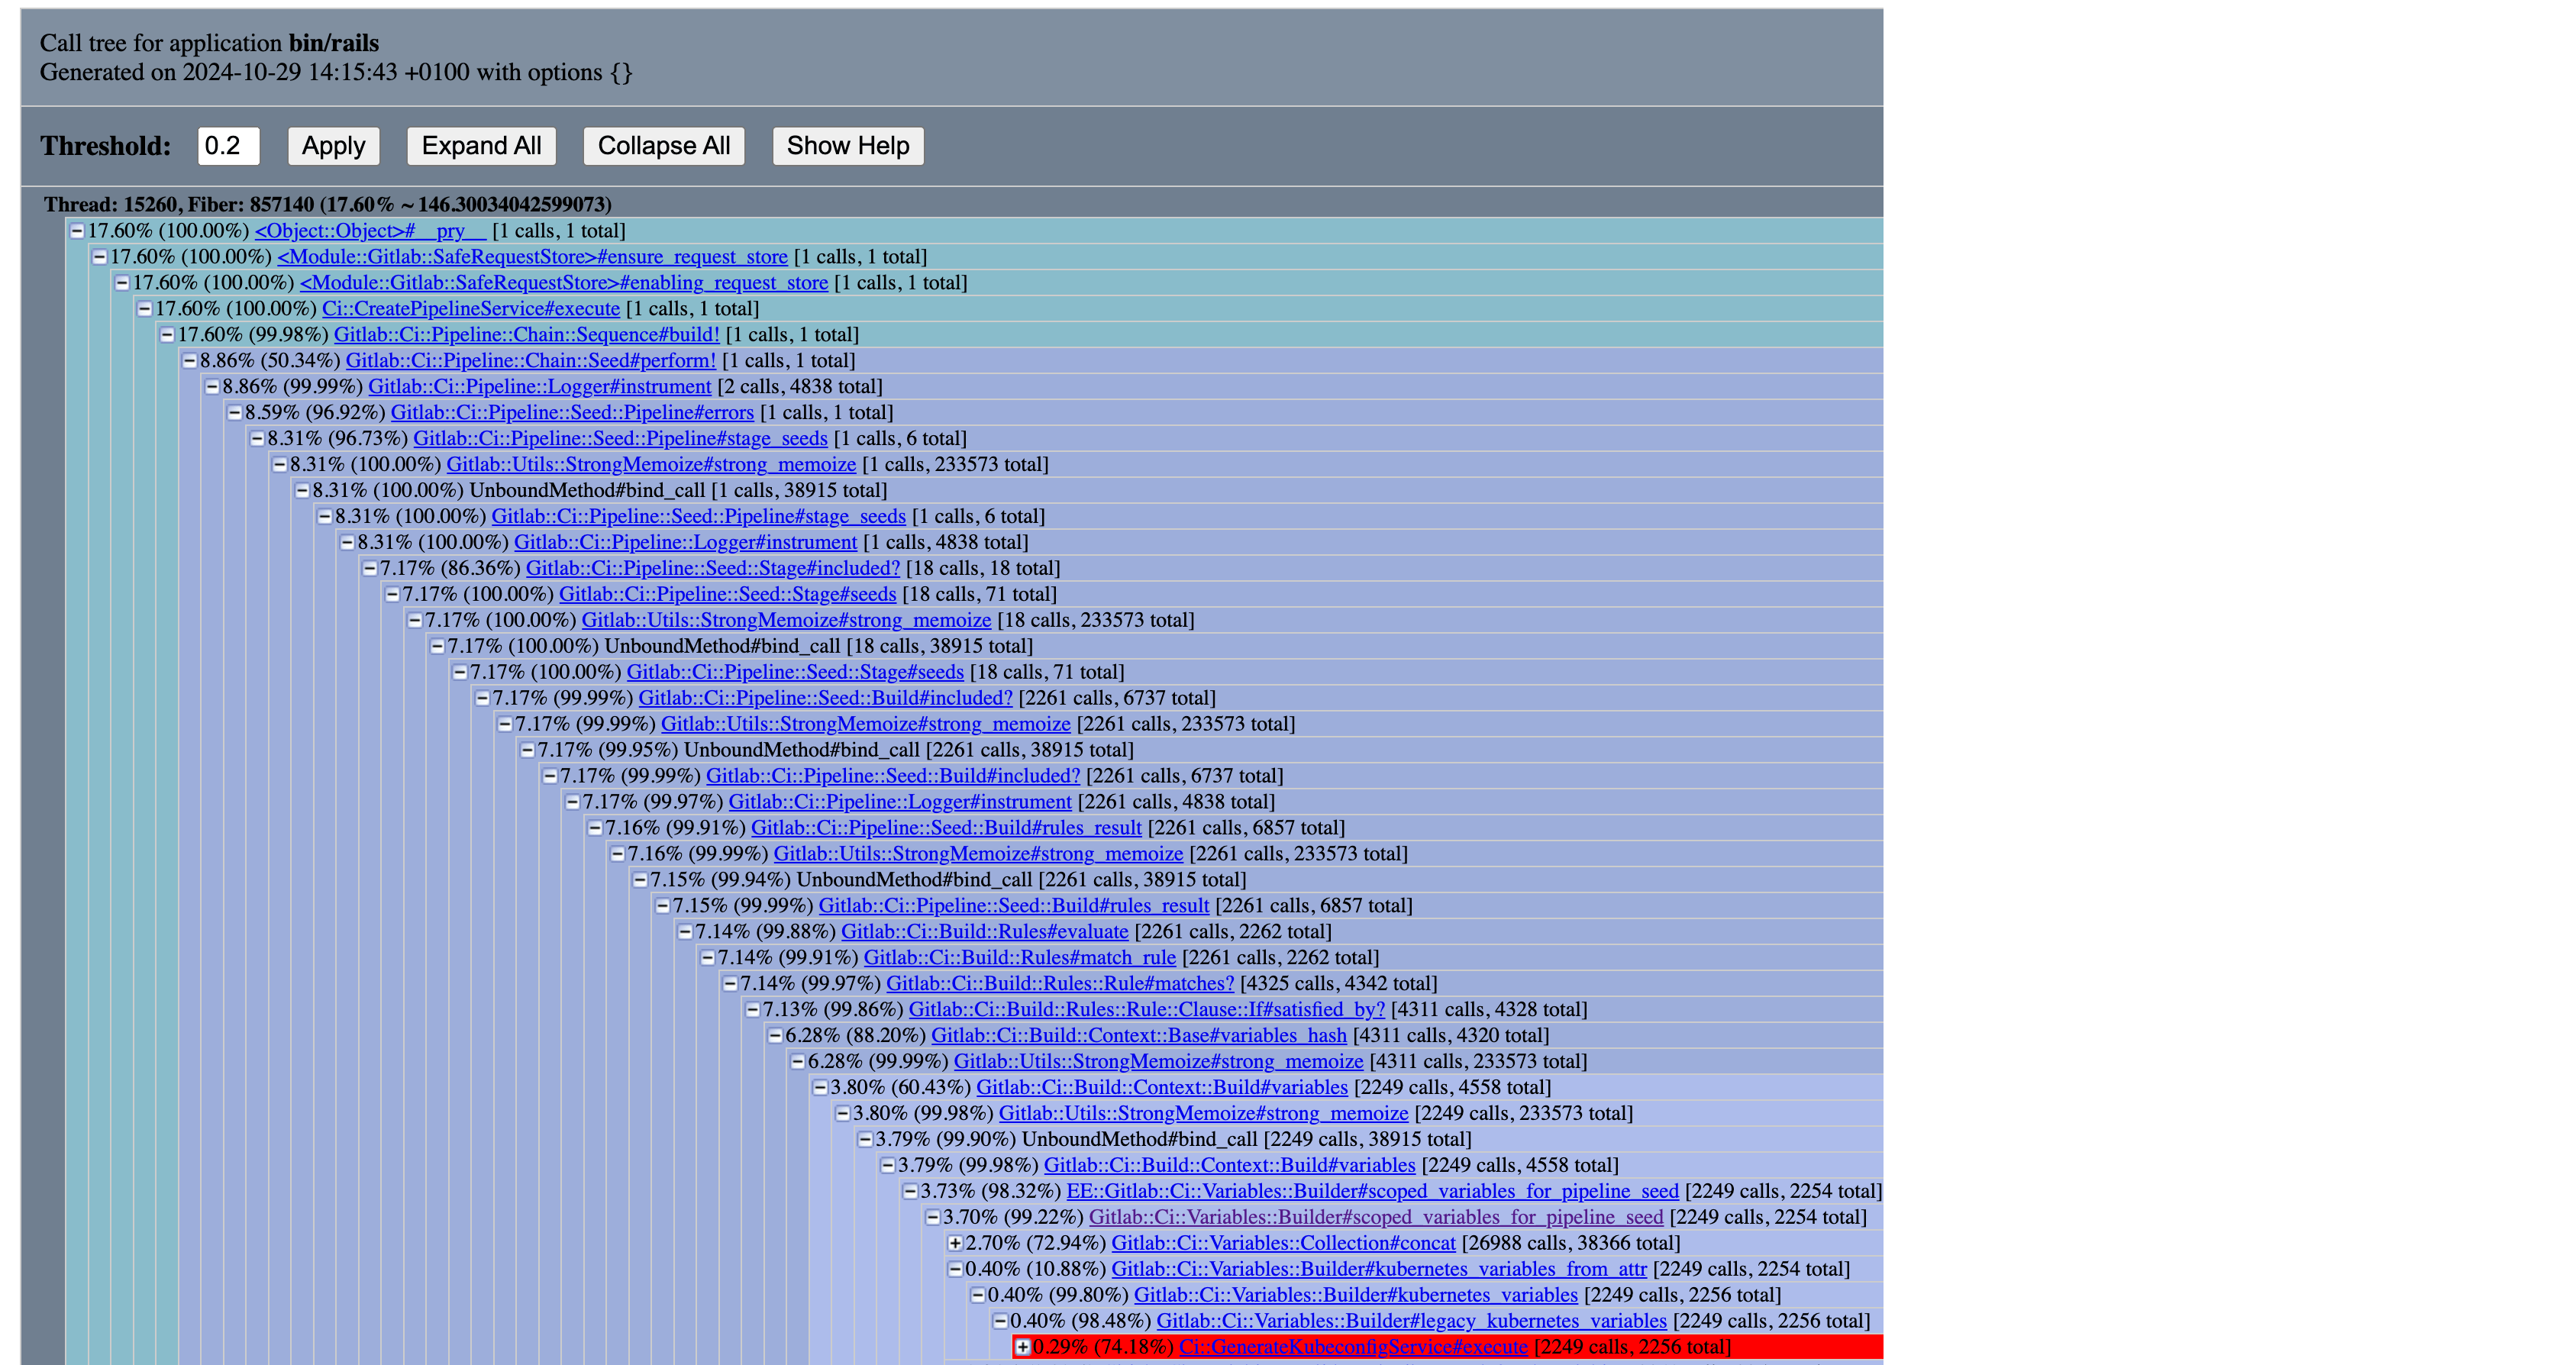 Call tree for application bin/rails
Generated on 2024-10-29 14:15:43 +0100 with options {}
Threshold: 0.2 Apply Expand All Collapse All Show Help
Thread: 15260, Fiber: 857140 (17.60% ~ 146.30034042599073)
17.60% (100.00%) <Object::Object>#__pry__ [1 calls, 1 total]
17.60% (100.00%) <Module::Gitlab::SafeRequestStore>#ensure_request_store [1 calls, 1 total]
17.60% (100.00%) <Module::Gitlab::SafeRequestStore>#enabling_request_store [1 calls, 1 total]
17.60% (100.00%) Ci::CreatePipelineService#execute [1 calls, 1 total]
17.60% (99.98%) Gitlab::Ci::Pipeline::Chain::Sequence#build! [1 calls, 1 total]
8.86% (50.34%) Gitlab::Ci::Pipeline::Chain::Seed#perform! [1 calls, 1 total]
8.86% (99.99%) Gitlab::Ci::Pipeline::Logger#instrument [2 calls, 4838 total]
8.59% (96.92%) Gitlab::Ci::Pipeline::Seed::Pipeline#errors [1 calls, 1 total]
8.31% (96.73%) Gitlab::Ci::Pipeline::Seed::Pipeline#stage_seeds [1 calls, 6 total]
8.31% (100.00%) Gitlab::Utils::StrongMemoize#strong_memoize [1 calls, 233573 total]
8.31% (100.00%) UnboundMethod#bind_call [1 calls, 38915 total]
8.31% (100.00%) Gitlab::Ci::Pipeline::Seed::Pipeline#stage_seeds [1 calls, 6 total]
8.31% (100.00%) Gitlab::Ci::Pipeline::Logger#instrument [1 calls, 4838 total]
7.17% (86.36%) Gitlab::Ci::Pipeline::Seed::Stage#included? [18 calls, 18 total]
7.17% (100.00%) Gitlab::Ci::Pipeline::Seed::Stage#seeds [18 calls, 71 total]
7.17% (100.00%) Gitlab::Utils::StrongMemoize#strong_memoize [18 calls, 233573 total]
7.17% (100.00%) UnboundMethod#bind_call [18 calls, 38915 total]
7.17% (100.00%) Gitlab::Ci::Pipeline::Seed::Stage#seeds [18 calls, 71 total]
7.17% (99.99%) Gitlab::Ci::Pipeline::Seed::Build#included? [2261 calls, 6737 total]
7.17% (99.99%) Gitlab::Utils::StrongMemoize#strong_memoize [2261 calls, 233573 total]
7.17% (99.95%) UnboundMethod#bind_call [2261 calls, 38915 total]
7.17% (99.99%) Gitlab::Ci::Pipeline::Seed::Build#included? [2261 calls, 6737 total]
7.17% (99.97%) Gitlab::Ci::Pipeline::Logger#instrument [2261 calls, 4838 total]
7.16% (99.91%) Gitlab::Ci::Pipeline::Seed::Build#rules_result [2261 calls, 6857 total]
7.16% (99.99%) Gitlab::Utils::StrongMemoize#strong_memoize [2261 calls, 233573 total]
7.15% (99.94%) UnboundMethod#bind_call [2261 calls, 38915 total]
7.15% (99.99%) Gitlab::Ci::Pipeline::Seed::Build#rules_result [2261 calls, 6857 total]
7.14% (99.88%) Gitlab::Ci::Build::Rules#evaluate [2261 calls, 2262 total]
7.14% (99.91%) Gitlab::Ci::Build::Rules#match_rule [2261 calls, 2262 total]
7.14% (99.97%) Gitlab::Ci::Build::Rules::Rule#matches? [4325 calls, 4342 total]
7.13% (99.86%) Gitlab::Ci::Build::Rules::Rule::Clause::If#satisfied_by? [4311 calls, 4328 total]
6.28% (88.20%) Gitlab::Ci::Build::Context::Base#variables_hash [4311 calls, 4320 total]
6.28% (99.99%) Gitlab::Utils::StrongMemoize#strong_memoize [4311 calls, 233573 total]
3.80% (60.43%) Gitlab::Ci::Build::Context::Build#variables [2249 calls, 4558 total]
3.80% (99.98%) Gitlab::Utils::StrongMemoize#strong_memoize [2249 calls, 233573 total]
3.79% (99.90%) UnboundMethod#bind_call [2249 calls, 38915 total]
3.79% (99.98%) Gitlab::Ci::Build::Context::Build#variables [2249 calls, 4558 total]
3.73% (98.32%) EE::Gitlab::Ci::Variables::Builder#scoped_variables_for_pipeline_seed [2249 calls, 2254 total]
3.70% (99.22%) Gitlab::Ci::Variables::Builder#scoped_variables_for_pipeline_seed [2249 calls, 2254 total]
2.70% (72.94%) Gitlab::Ci::Variables::Collection#concat [26988 calls, 38366 total]
0.40% (10.88%) Gitlab::Ci::Variables::Builder#kubernetes_variables_from_attr [2249 calls, 2254 total]
0.40% (99.80%) Gitlab::Ci::Variables::Builder#kubernetes_variables [2249 calls, 2256 total]
0.40% (98.48%) Gitlab::Ci::Variables::Builder#legacy_kubernetes_variables [2249 calls, 2256 total]
0.29% (74.18%) Ci::GenerateKubeconfigService#execute [2249 calls, 2256 total]